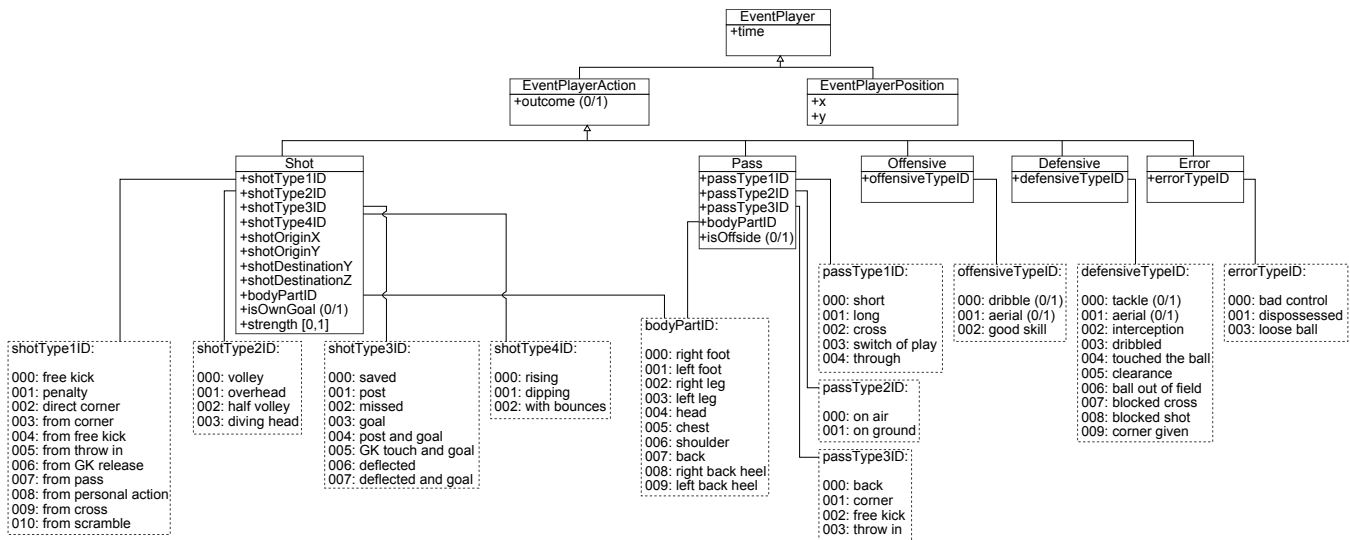 EventPlayer
+time
EventPlayerAction
+outcome (0/1)
EventPlayerPosition
+x
+y
Shot
+shotType1ID
+shotType2ID
+shotType3ID
+shotType4ID
+shotOriginX
+shotOriginY
+shotDestinationY
+shotDestinationZ
+bodyPartID
+isOwnGoal (0/1)
+strength [0,1]
Pass
+passType1ID
+passType2ID
+passType3ID
+bodyPartID
+isOffside (0/1)
Offensive
+offensiveTypeID
Defensive
+defensiveTypeID
Error
+errorTypeID
shotType1ID:
000: free kick
001: penalty
002: direct corner
003: from corner
004: from free kick
005: from throw in
006: from GK release
007: from pass
008: from personal action
009: from cross
010: from scramble
shotType2ID:
000: volley
001: overhead
002: half volley
003: diving head
shotType3ID:
000: saved
001: post
002: missed
003: goal
004: post and goal
005: GK touch and goal
006: deflected
007: deflected and goal
shotType4ID:
000: rising
001: dipping
002: with bounces
bodyPartID:
000: right foot
001: left foot
002: right leg
003: left leg
004: head
005: chest
006: shoulder
007: back
008: right back heel
009: left back heel
passType1ID:
000: short
001: long
002: cross
003: switch of play
004: through
passType2ID:
000: on air
001: on ground
passType3ID:
000: back
001: corner
002: free kick
003: throw in
offensiveTypeID:
000: dribble (0/1)
001: aerial (0/1)
002: good skill
defensiveTypeID:
000: tackle (0/1)
001: aerial (0/1)
002: interception
003: dribbled
004: touched the ball
005: clearance
006: ball out of field
007: blocked cross
008: blocked shot
009: corner given
errorTypeID:
000: bad control
001: dispossessed
003: loose ball